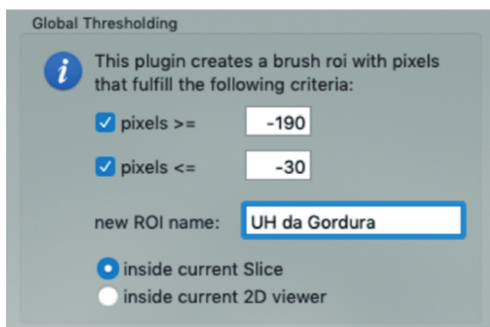 Global Thresholding
This plugin creates a brush roi with pixels
that fulfill the following criteria:
pixels >= -190
pixels <= -30
new ROI name: UH da Gordura
inside current Slice
inside current 2D viewer